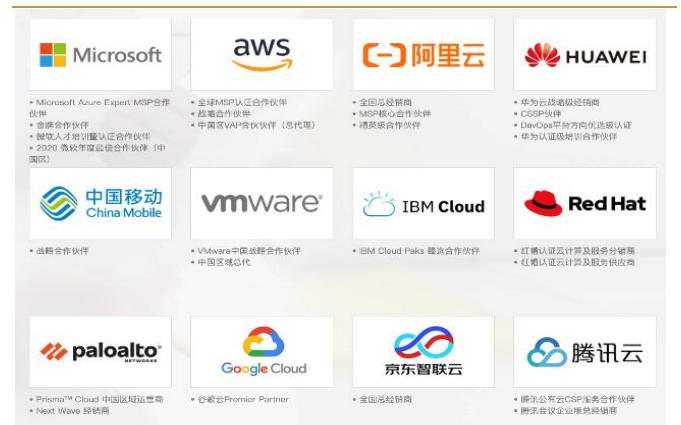 Microsoft
aws
阿里云
HUAWEI
• Microsoft Azure Expert MSP合作
伙伴
• 金牌合作伙伴
• 微软人才培训暨认证合作伙伴
• 2020 微软年度最佳合作伙伴（中
国区）
• 全球MSP认证合作伙伴
• 战略合作伙伴
• 中国区VAP合伙伙伴（总代理）
• 全国总经销商
• MSP核心合作伙伴
• 精英级合作伙伴
• 华为云战略级经销商
• CSSP伙伴
• DevOps平台方向优选级认证
• 华为认证级培训合作伙伴
中国移动
China Mobile
vmware®
IBM Cloud
Red Hat
• 战略合作伙伴
• VMware中国战略合作伙伴
• 中国区域总代
• IBM Cloud Paks 臻选合作伙伴
• 红帽认证云计算及服务分销商
• 红帽认证云计算及服务供应商
paloalto®
NETWORKS
Google Cloud
京东智联云
腾讯云
• Prisma™ Cloud 中国区域运营商
• Next Wave 经销商
• 谷歌云Premier Partner
• 全国总经销商
• 腾讯公有云CSP服务合作伙伴
• 腾讯会议企业版总经销商